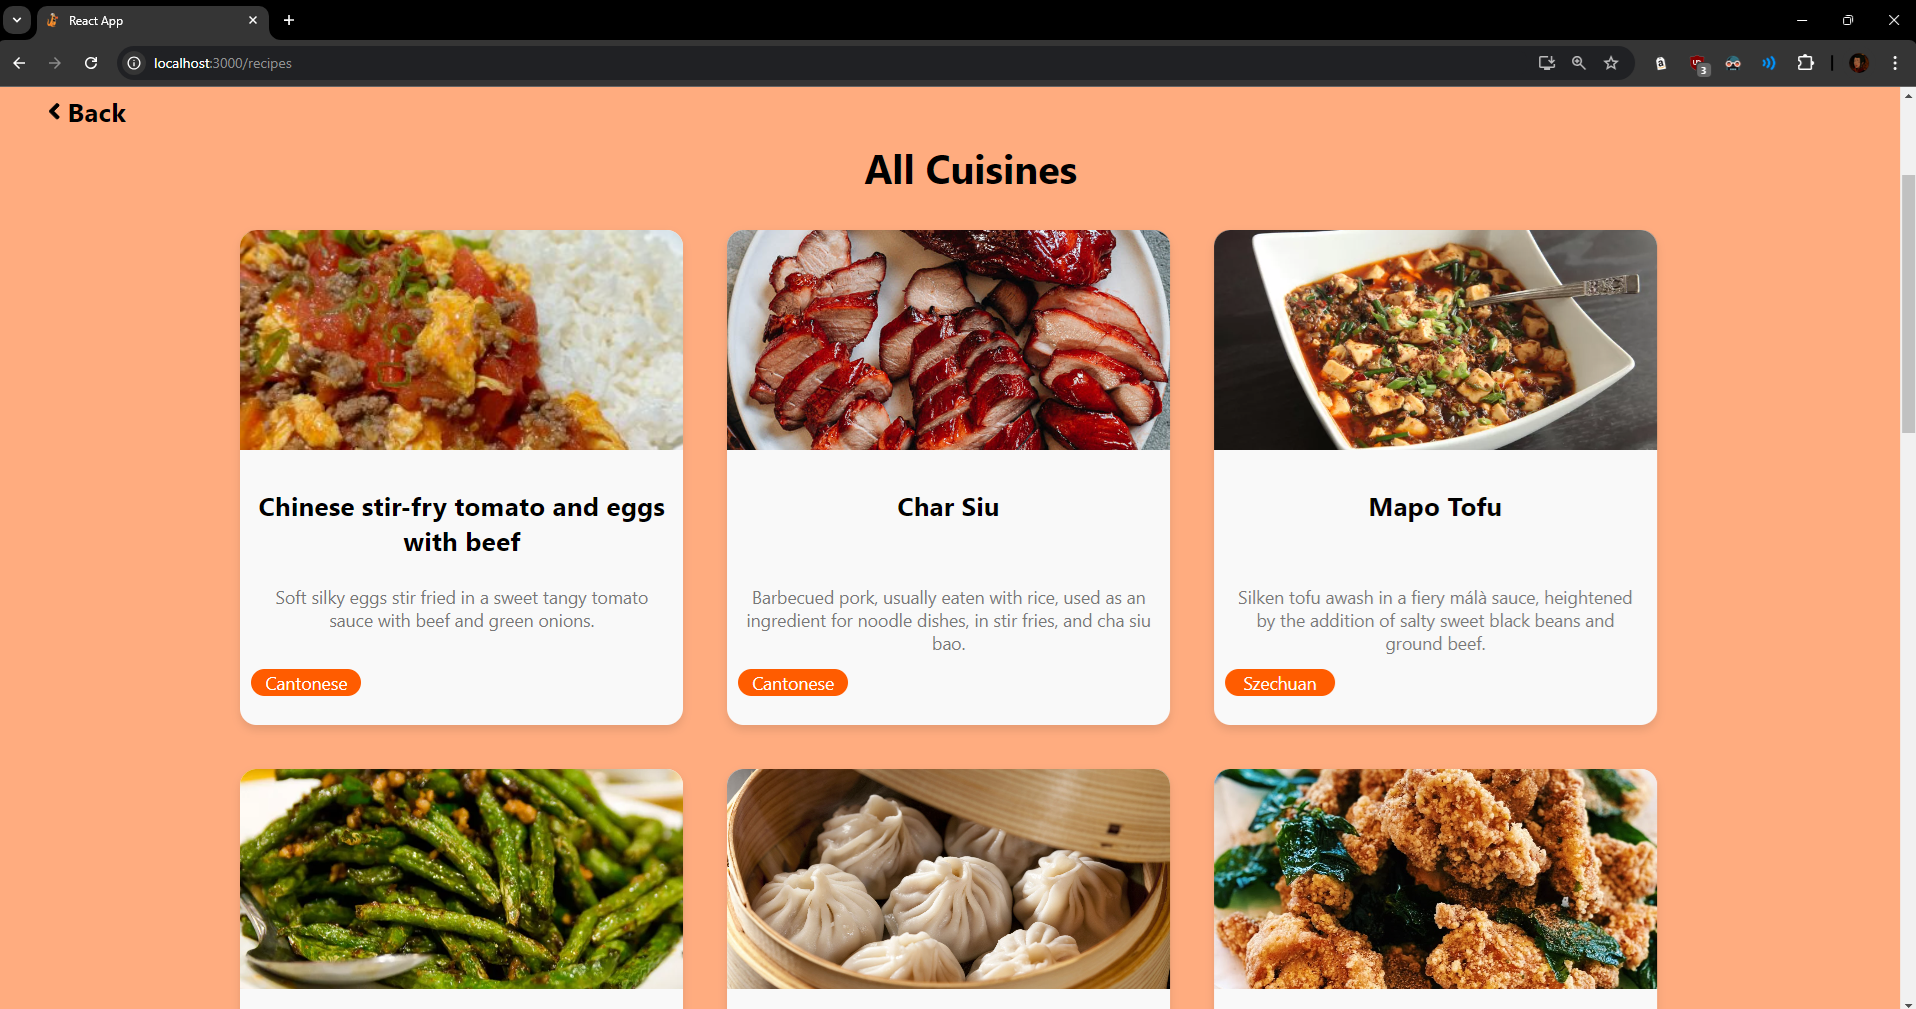 React App
localhost:3000/recipes
3
Back
All Cuisines
Chinese stir-fry tomato and eggs
with beef
Soft silky eggs stir fried in a sweet tangy tomato
sauce with beef and green onions.
Cantonese
Char Siu
Barbecued pork, usually eaten with rice, used as an
ingredient for noodle dishes, in stir fries, and cha siu
bao.
Cantonese
Mapo Tofu
Silken tofu awash in a fiery málà sauce, heightened
by the addition of salty sweet black beans and
ground beef.
Szechuan